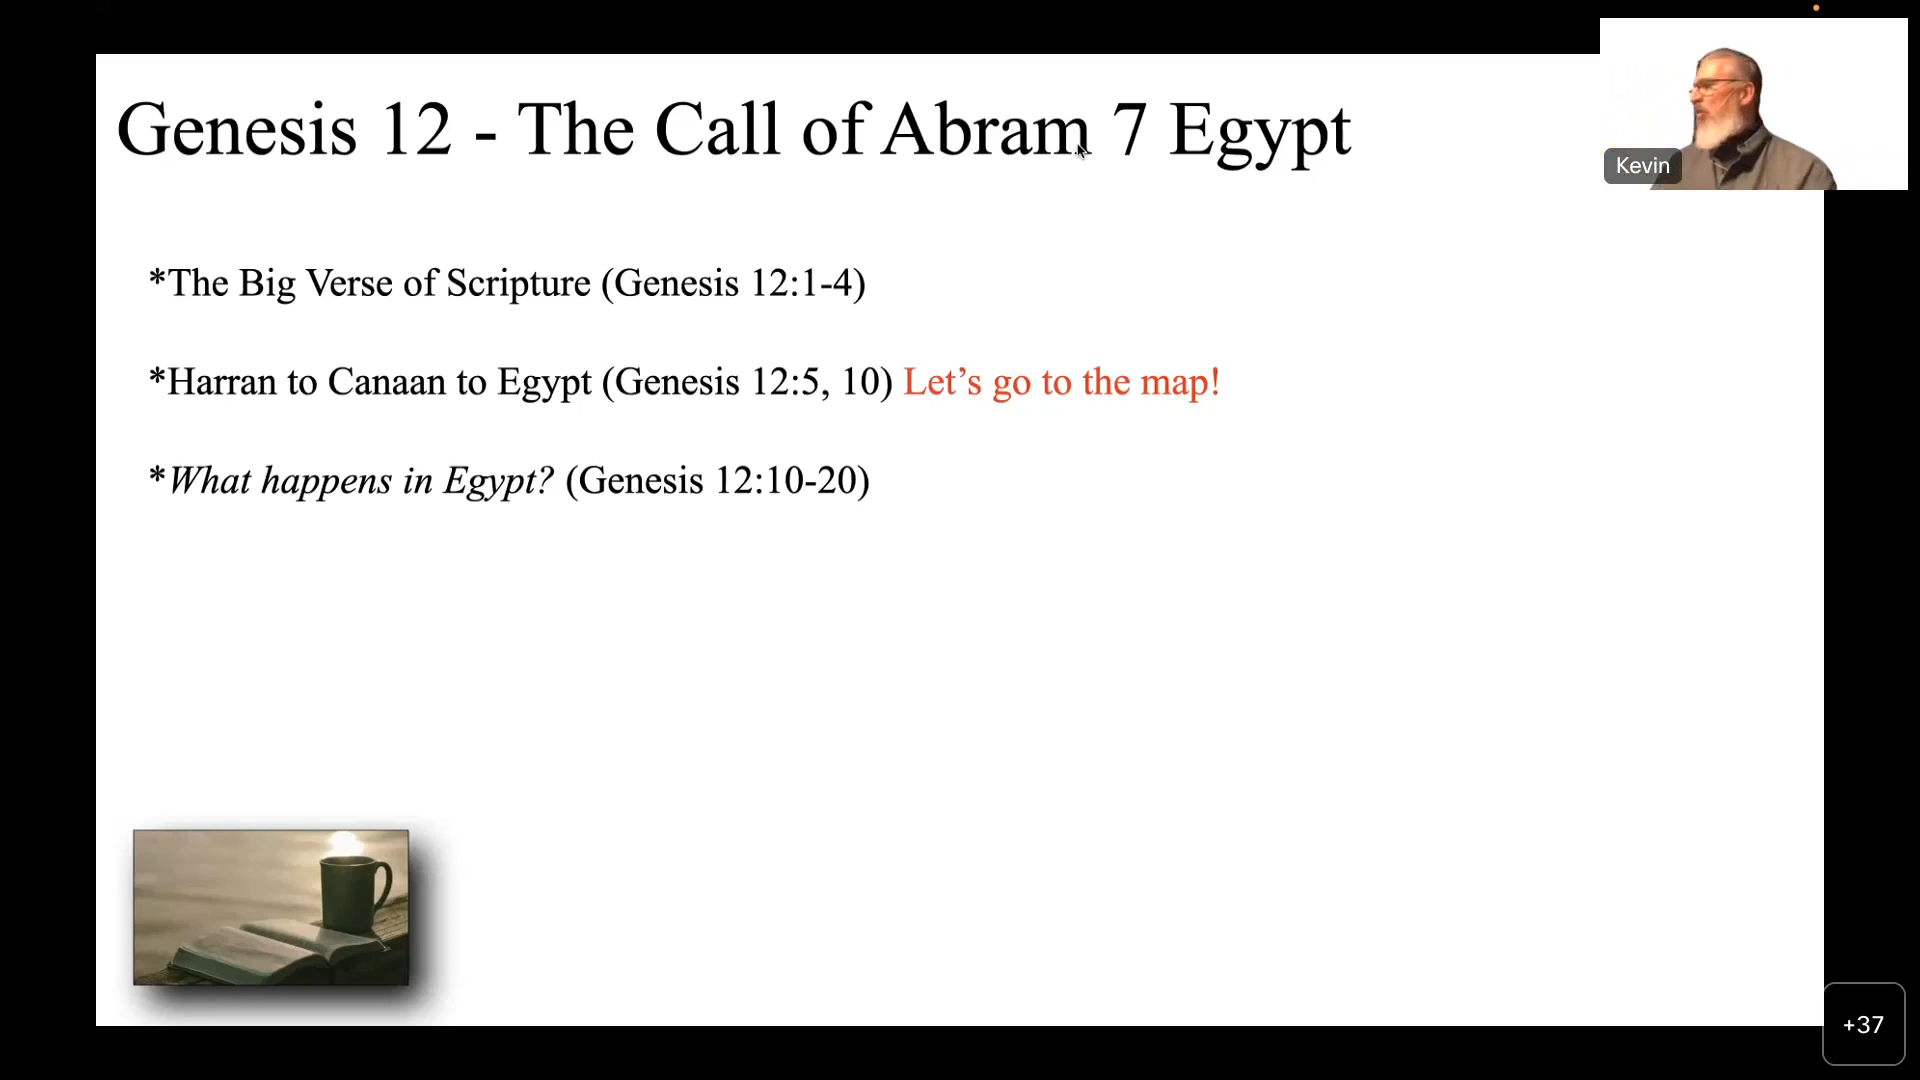 Genesis 12 - The Call of Abram 7 Egypt
Kevin
*The Big Verse of Scripture (Genesis 12:1-4)
*Harran to Canaan to Egypt (Genesis 12:5, 10) Let’s go to the map!
*What happens in Egypt? (Genesis 12:10-20)
+37